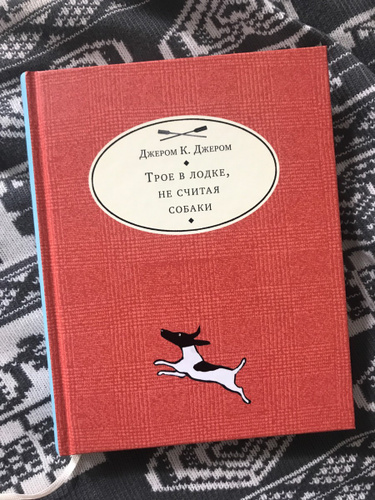 Джером К. Джером
Трое в лодке,
не считая
собаки